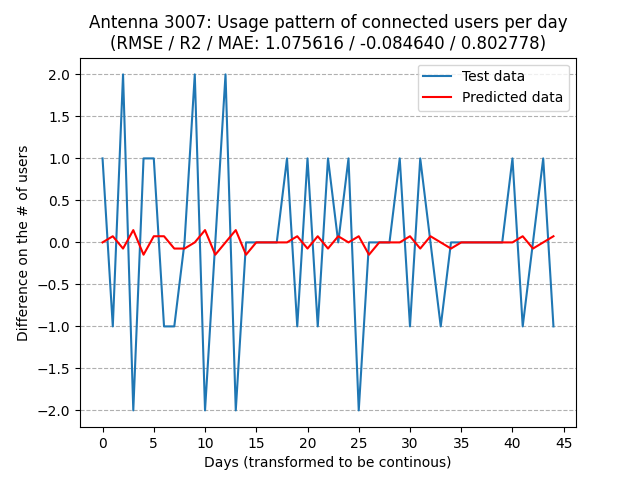 Antenna 3007: Usage pattern of connected users per day
(RMSE / R2 / MAE: 1.075616 / -0.084640 / 0.802778)
Test data
Predicted data
2.0
1.5
1.0
0.5
0.0
−0.5
−1.0
−1.5
−2.0
Difference on the # of users
0 5 10 15 20 25 30 35 40 45
Days (transformed to be continous)